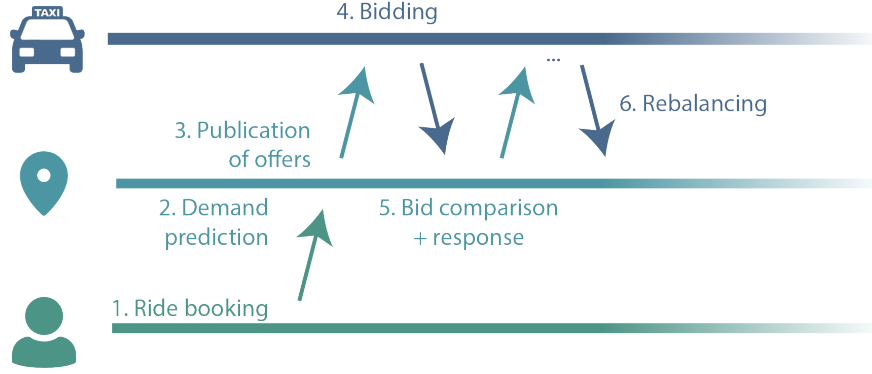 TAXI
4. Bidding
...
6. Rebalancing
3. Publication
of offers
2. Demand
prediction
5. Bid comparison
+ response
1. Ride booking